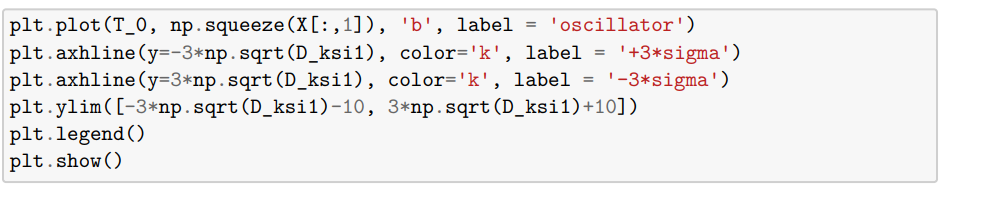 plt.plot(T_0, np.squeeze(X[:,1]), 'b', label = 'oscillator')
plt.axhline(y=-3*np.sqrt(D_ksi1), color='k', label = '+3*sigma')
plt.axhline(y=3*np.sqrt(D_ksi1), color='k', label = '-3*sigma')
plt.ylim([-3*np.sqrt(D_ksi1)-10, 3*np.sqrt(D_ksi1)+10])
plt.legend()
plt.show()